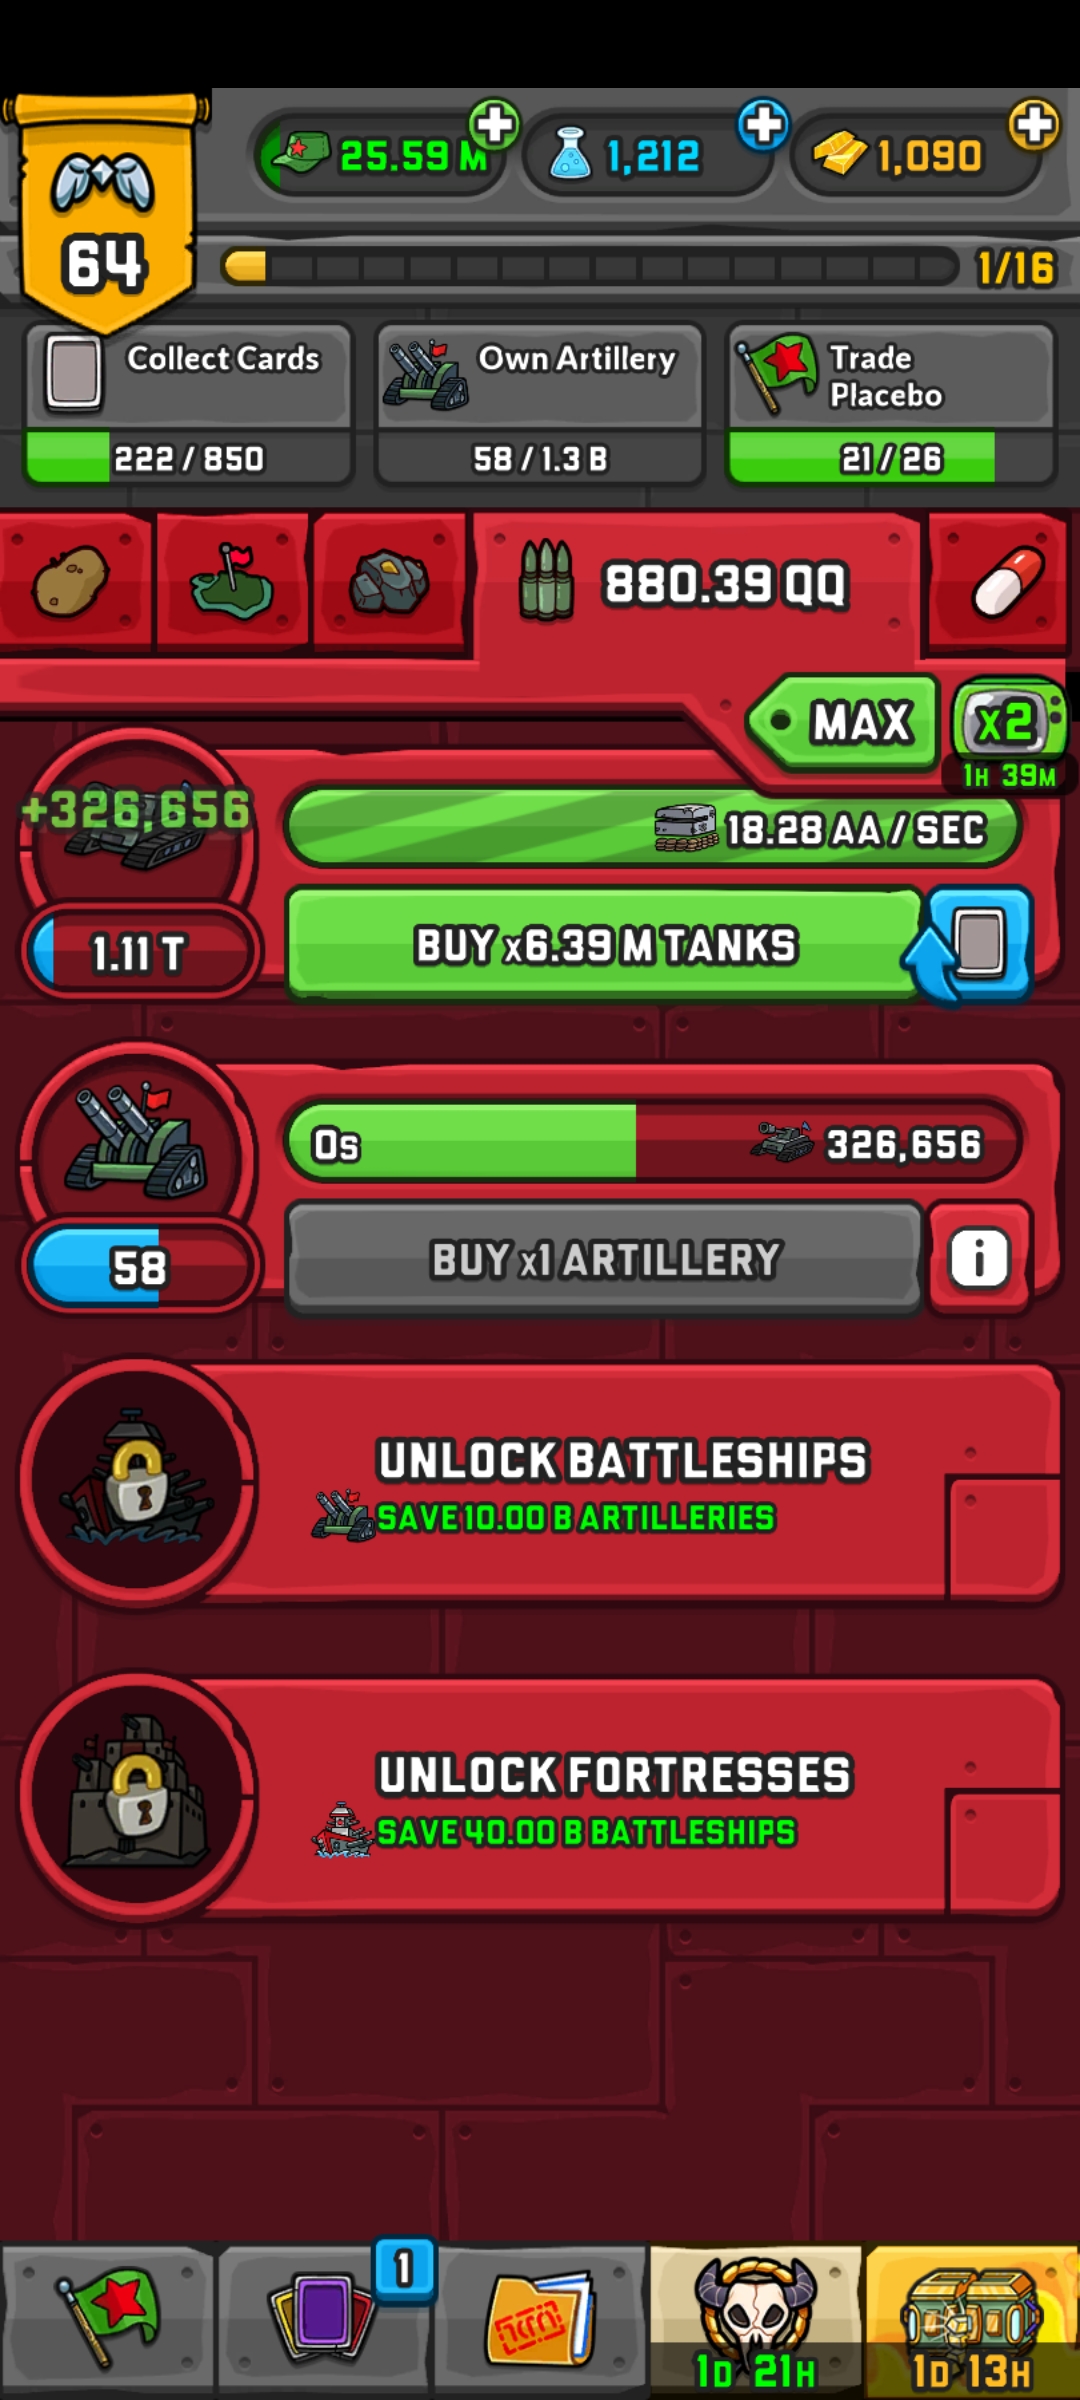 25.59 M
1,212
1,090
64
1/16
Collect Cards
222 / 850
Own Artillery
58 / 1.3 B
Trade
Placebo
21 / 26
880.39 QQ
MAX
x2
1H 39M
+326,656
18.28 AA / SEC
1.11 T
BUY x6.39 M TANKS
0s
326,656
58
BUY x1 ARTILLERY
i
UNLOCK BATTLESHIPS
SAVE 10.00 B ARTILLERIES
UNLOCK FORTRESSES
SAVE 40.00 B BATTLESHIPS
1
1D 21H
1D 13H